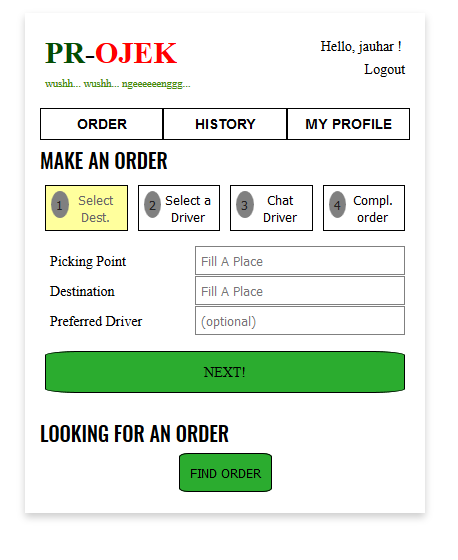 PR-OJEK
Hello, jauhar !
wushh... wushh... ngeeeeeenggg...
Logout
ORDER HISTORY MY PROFILE
MAKE AN ORDER
1 Select Dest.
2 Select a Driver
3 Chat Driver
4 Compl. order
Picking Point Fill A Place
Destination Fill A Place
Preferred Driver (optional)
NEXT!
LOOKING FOR AN ORDER
FIND ORDER